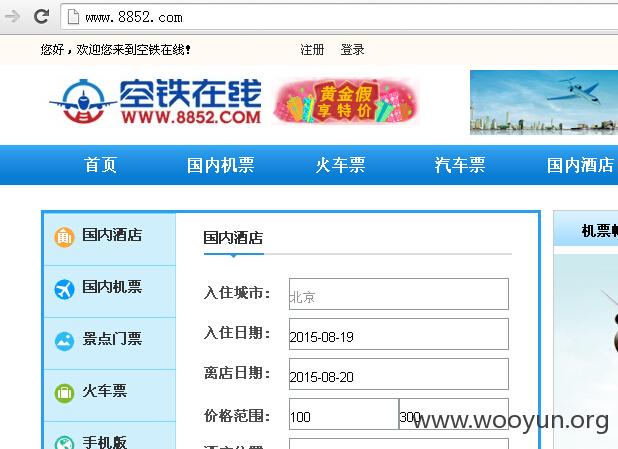 www.8852.com
您好，欢迎您来到空铁在线! 注册 登录
空铁在线
WWW.8852.COM
黄金假
享特价
首页 国内机票 火车票 汽车票 国内酒店
国内酒店
国内机票
景点门票
火车票
手机版
国内酒店
入住城市： 北京
入住日期： 2015-08-19
离店日期： 2015-08-20
价格范围： 100 300
机票
www.wooyun.org